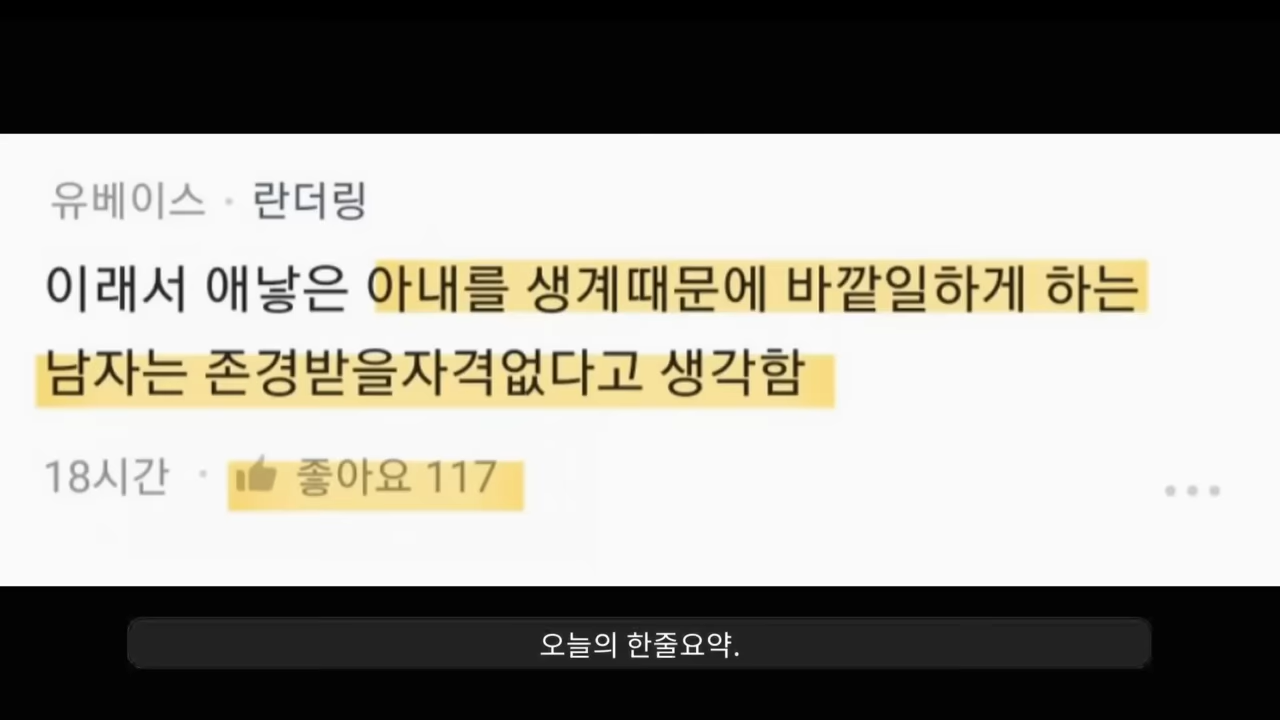 유베이스 · 란더링
이래서 애낳은 아내를 생계때문에 바깥일하게 하는
남자는 존경받을자격없다고 생각함
18시간 · 좋아요 117
오늘의 한줄요약.